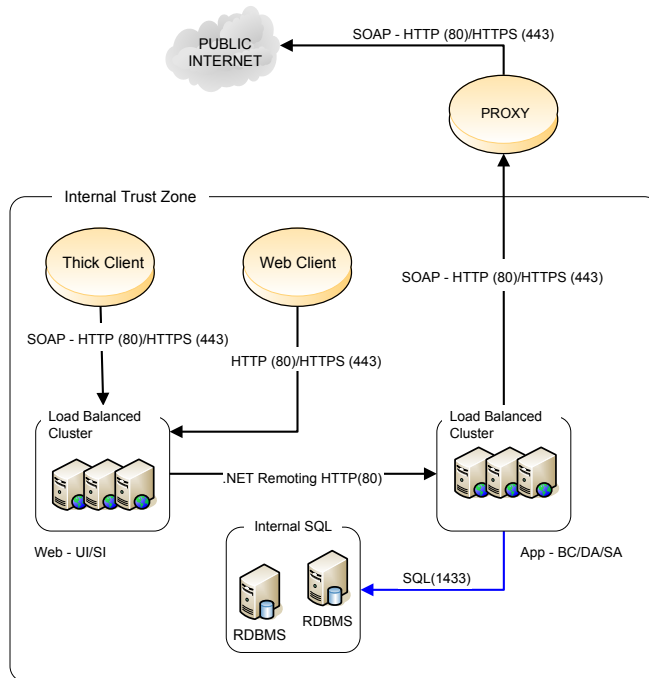 SOAP - HTTP (80)/HTTPS (443)
PUBLIC
INTERNET
PROXY
Internal Trust Zone
Thick Client
Web Client
SOAP - HTTP (80)/HTTPS (443)
SOAP - HTTP (80)/HTTPS (443)
HTTP (80)/HTTPS (443)
Load Balanced
Cluster
Load Balanced
Cluster
.NET Remoting HTTP(80)
Internal SQL
Web - UI/SI
App - BC/DA/SA
SQL(1433)
RDBMS
RDBMS